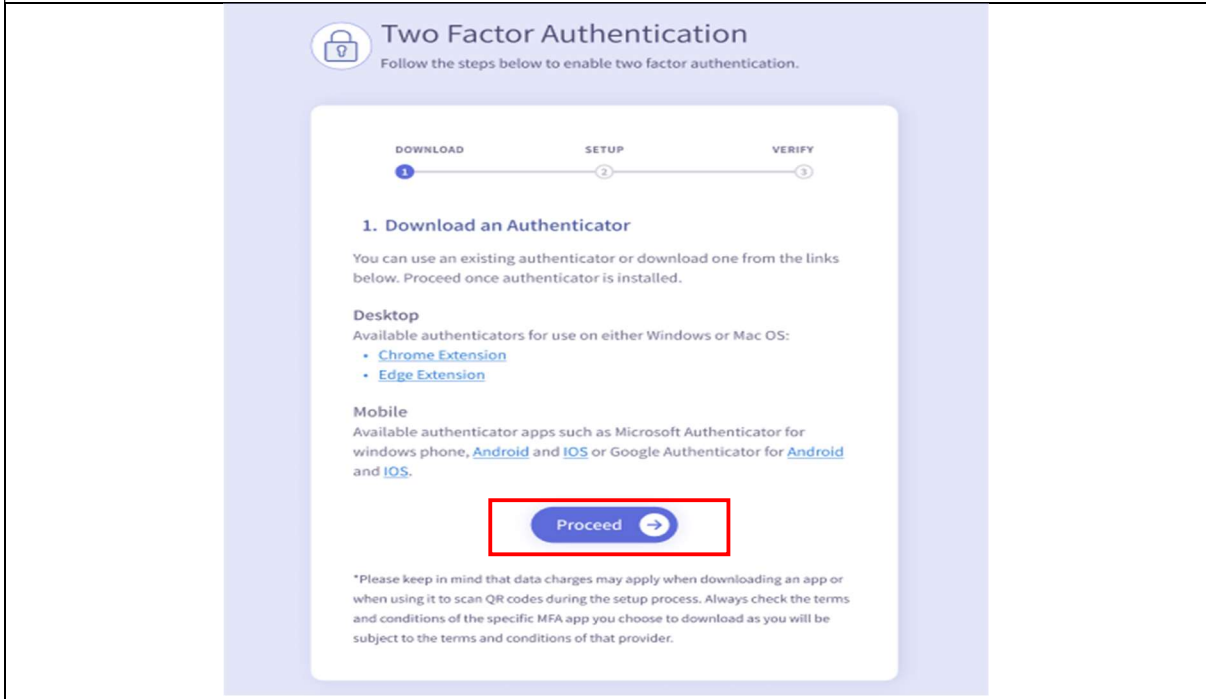 Two Factor Authentication
Follow the steps below to enable two factor authentication.
DOWNLOAD SETUP VERIFY
1 2 3
1. Download an Authenticator
You can use an existing authenticator or download one from the links
below. Proceed once authenticator is installed.
Desktop
Available authenticators for use on either Windows or Mac OS:
• Chrome Extension
• Edge Extension
Mobile
Available authenticator apps such as Microsoft Authenticator for
windows phone, Android and IOS or Google Authenticator for Android
and IOS.
Proceed
*Please keep in mind that data charges may apply when downloading an app or
when using it to scan QR codes during the setup process. Always check the terms
and conditions of the specific MFA app you choose to download as you will be
subject to the terms and conditions of that provider.